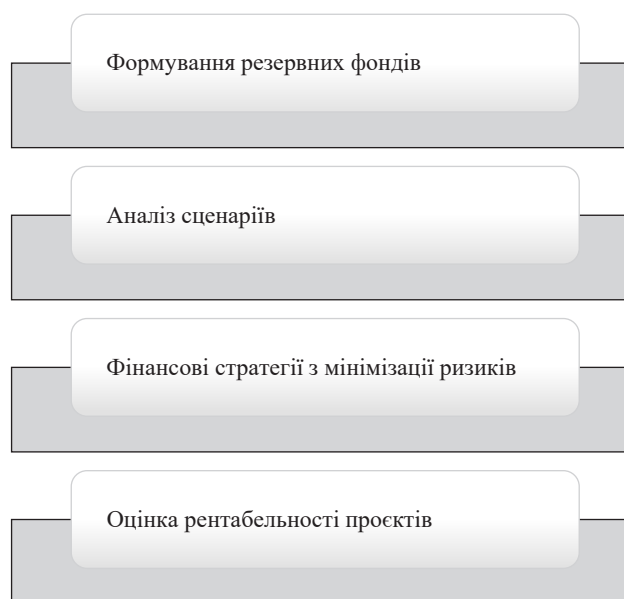 Формування резервних фондів
Аналіз сценаріїв
Фінансові стратегії з мінімізації ризиків
Оцінка рентабельності проєктів